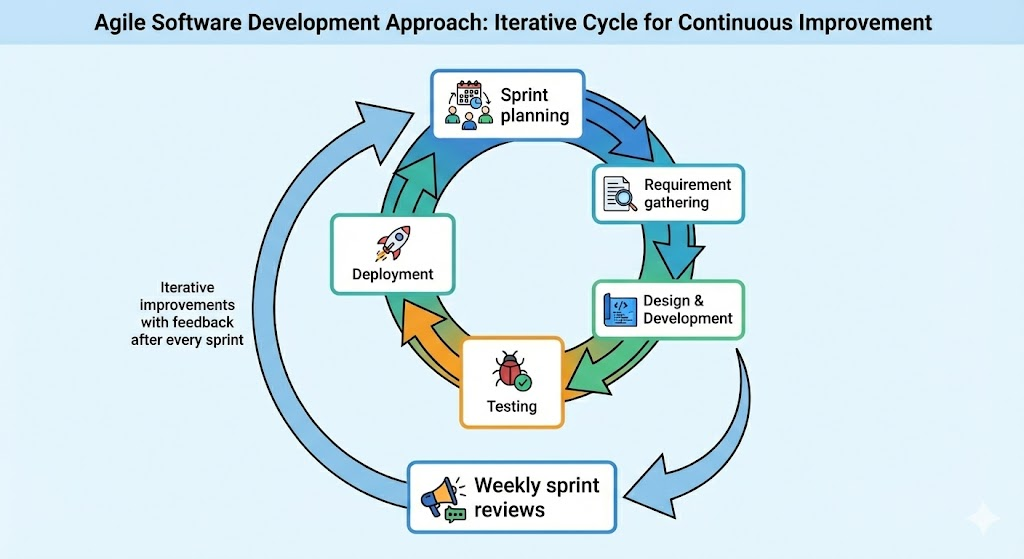 Agile Software Development Approach: Iterative Cycle for Continuous Improvement
Sprint
planning
Requirement
gathering
Design &
Development
</>
Testing
Deployment
Weekly sprint
reviews
Iterative
improvements
with feedback
after every sprint